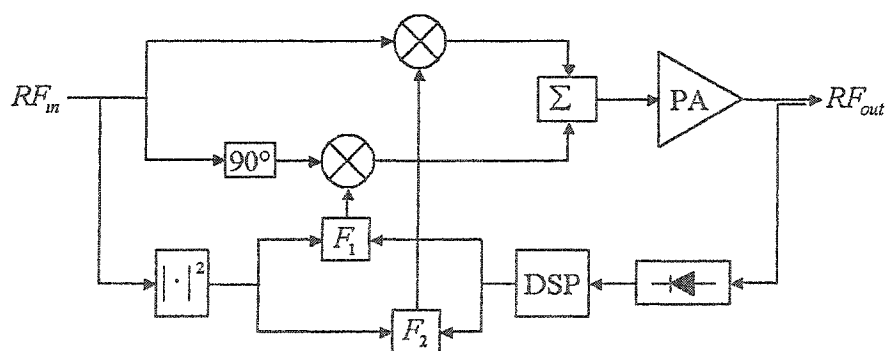 RF_in
90°
Σ
PA
RF_out
F_1
|·|²
DSP
F_2